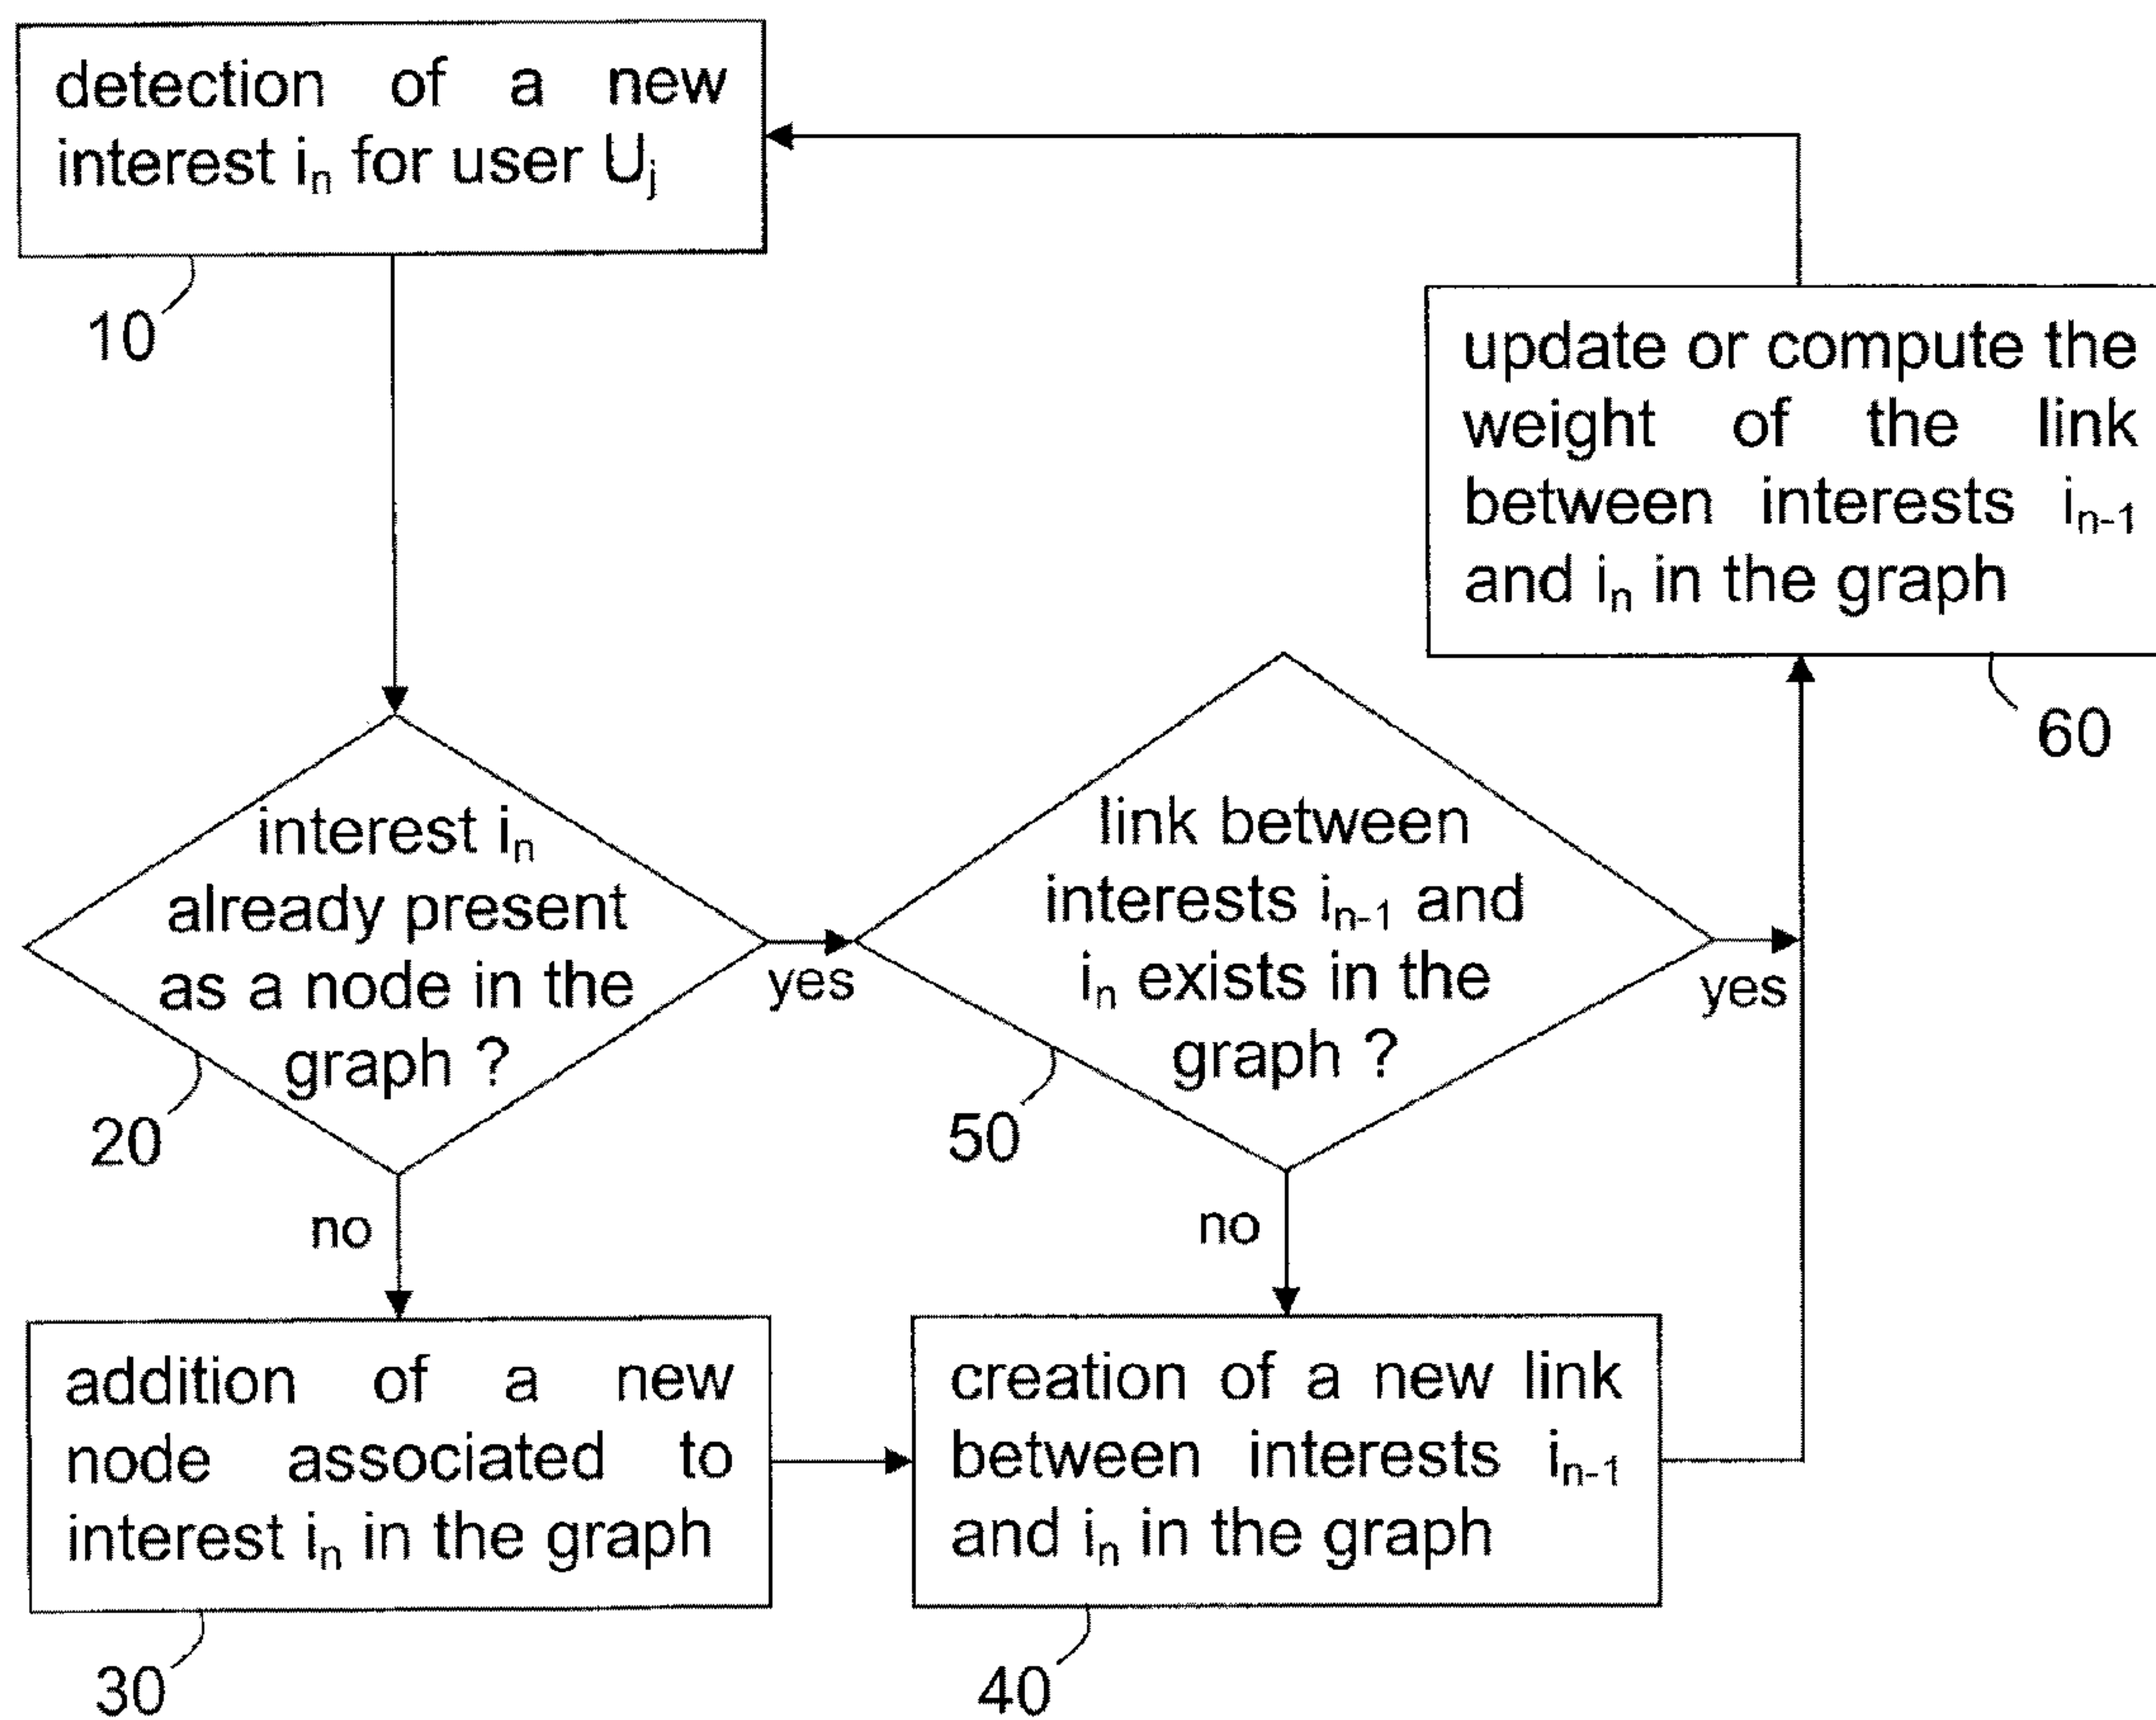 detection of a new
interest iₙ for user Uⱼ
10
update or compute the
weight of the link
between interests iₙ₋₁
and iₙ in the graph
60
interest iₙ
already present
as a node in the
graph ?
20
yes
no
link between
interests iₙ₋₁ and
iₙ exists in the
graph ?
50
yes
no
addition of a new
node associated to
interest iₙ in the graph
30
creation of a new link
between interests iₙ₋₁
and iₙ in the graph
40